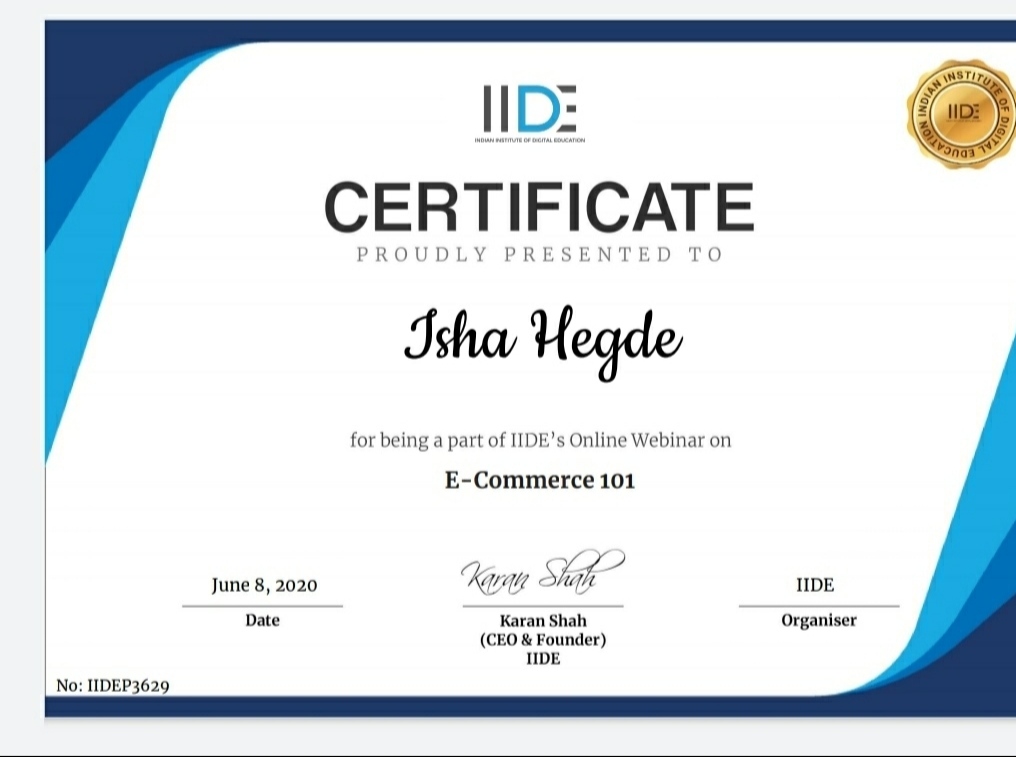 IIDE
INDIAN INSTITUTE OF DIGITAL EDUCATION
INDIAN INSTITUTE OF DIGITAL EDUCATION
IIDE
CERTIFICATE
PROUDLY PRESENTED TO
Isha Hegde
for being a part of IIDE's Online Webinar on
E-Commerce 101
June 8, 2020
Date
Karan Shah
Karan Shah
(CEO & Founder)
IIDE
IIDE
Organiser
No: IIDEP3629